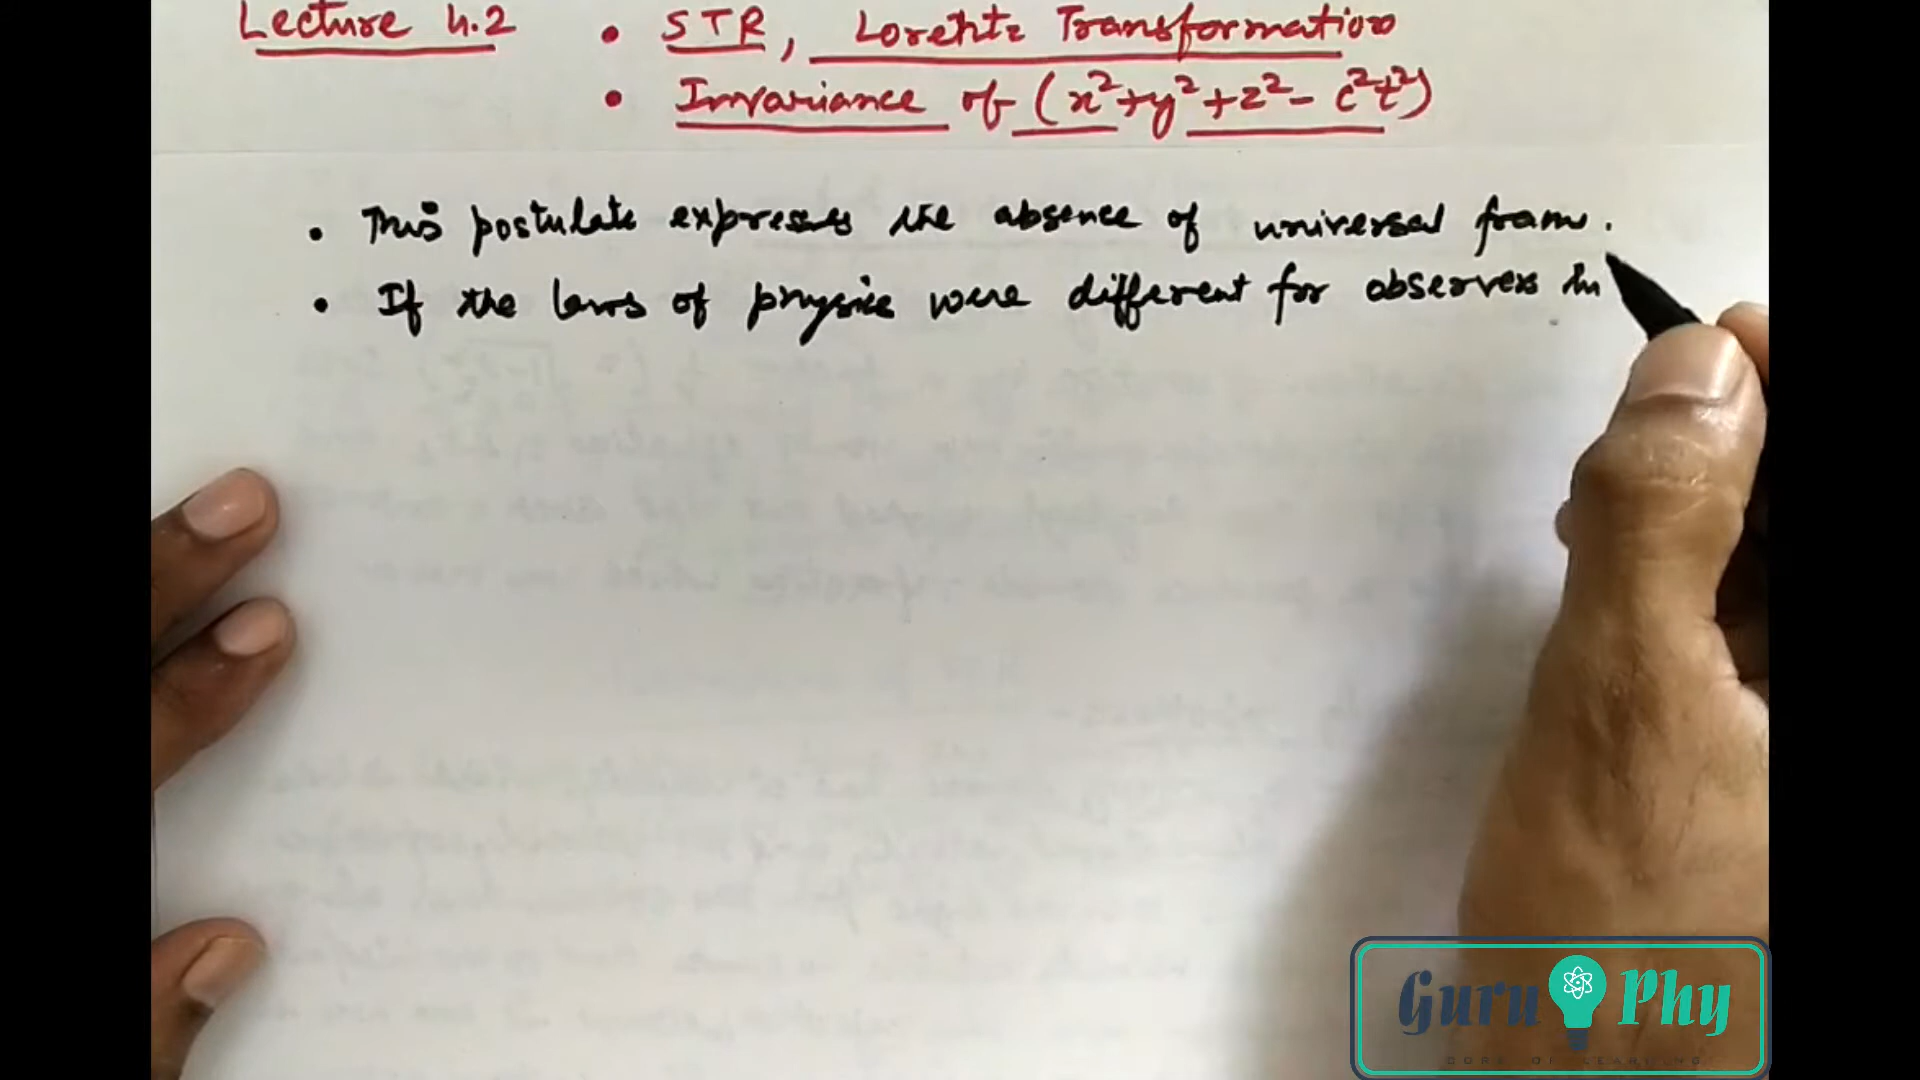 Lecture 4.2 • STR, Lorentz Transformation
• Invariance of (x²+y²+z²- c²t²)
• This postulate expresses the absence of universal frame.
• If the laws of physics were different for observers in
Guru Phy